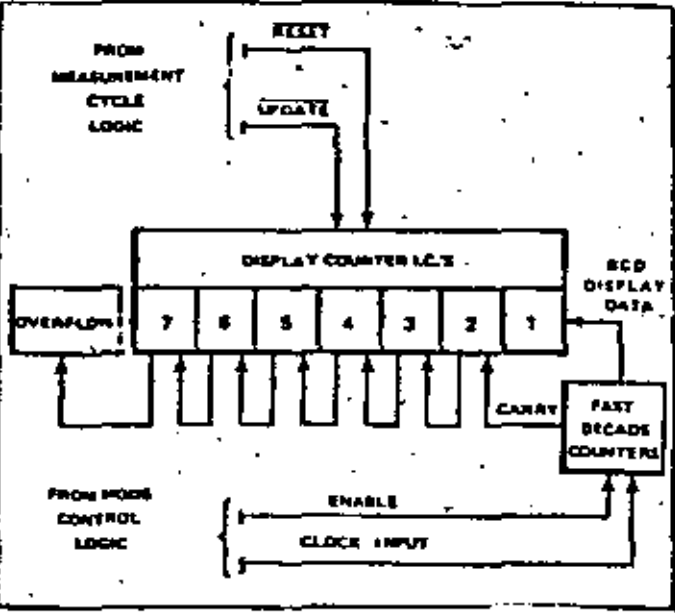 FROM
MEASUREMENT
CYCLE
LOGIC
RESET
UPDATE
DISPLAY COUNTER I.C.'S
BCD
DISPLAY
DATA
OVERFLOW
7 6 5 4 3 2 1
CARRY
FAST
DECADE
COUNTERS
FROM MODE
CONTROL
LOGIC
ENABLE
CLOCK INPUT